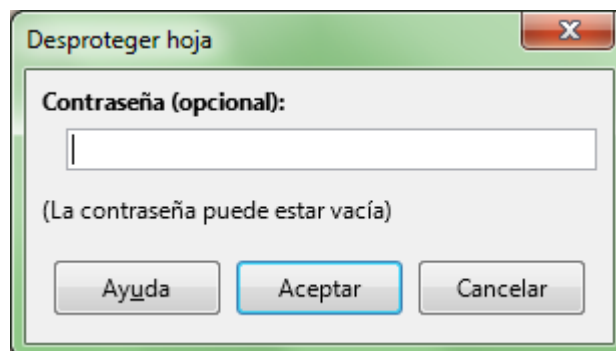 Desproteger hoja
Contraseña (opcional):
(La contraseña puede estar vacía)
Ayuda Aceptar Cancelar